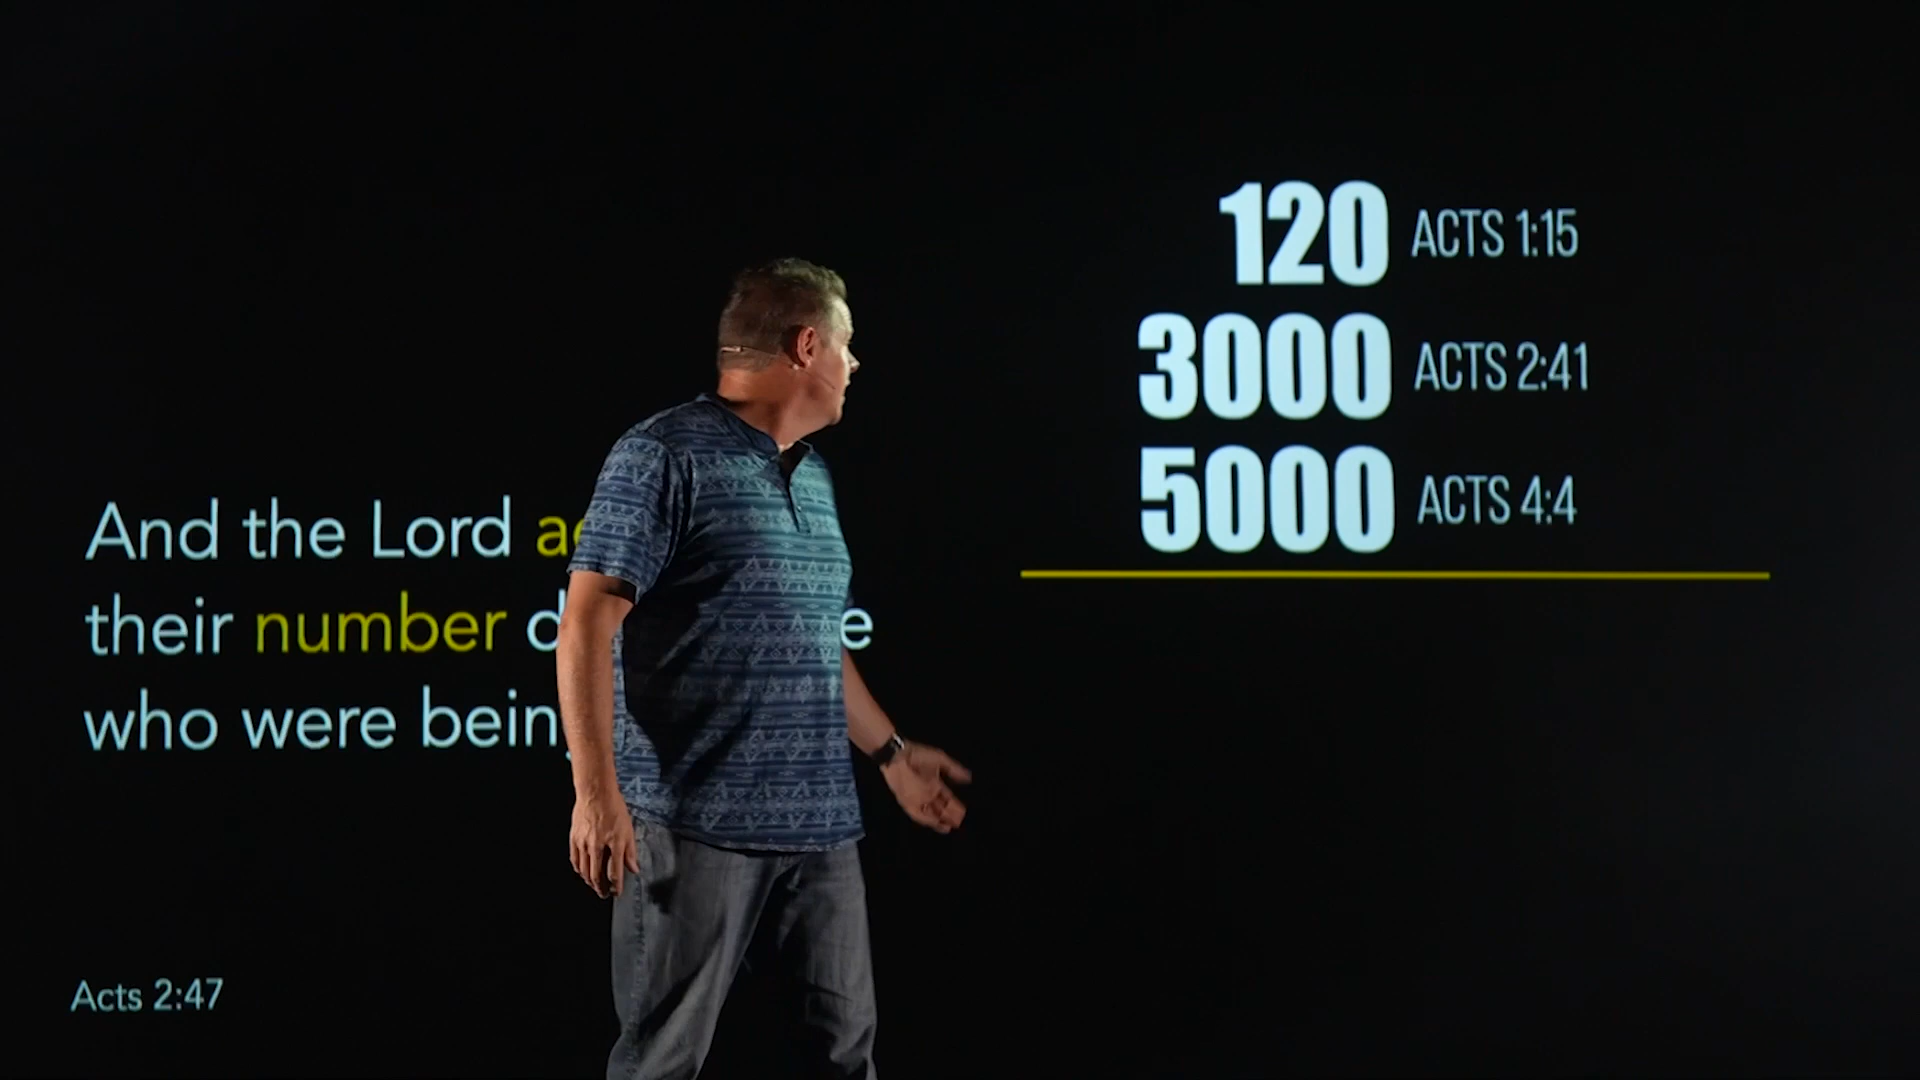 And the Lord
their number
who were
Acts 2:47
120 ACTS 1:15
3000 ACTS 2:41
5000 ACTS 4:4